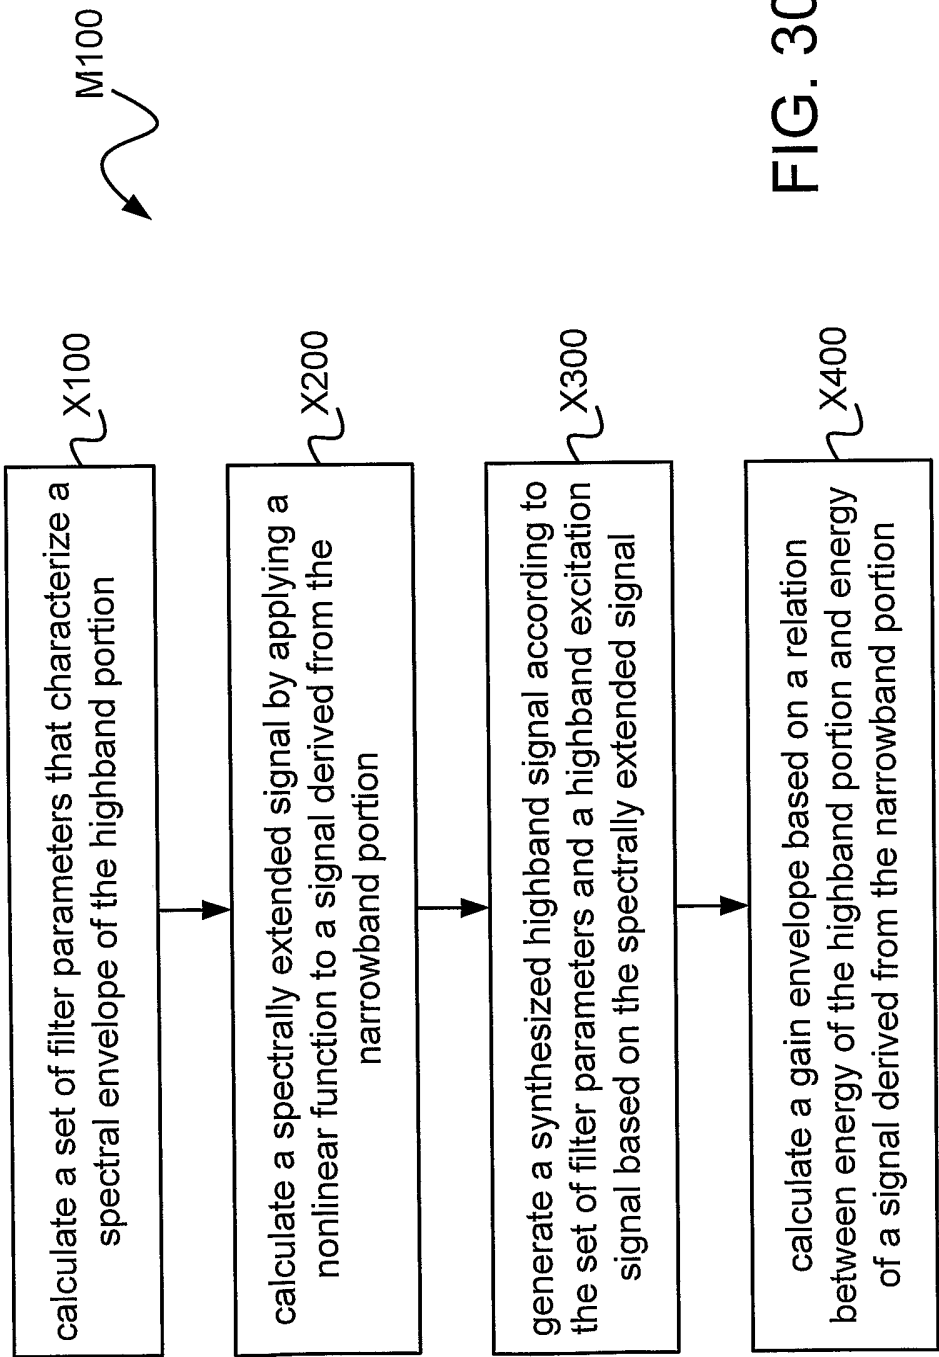 M100
calculate a set of filter parameters that characterize a
spectral envelope of the highband portion
X100
calculate a spectrally extended signal by applying a
nonlinear function to a signal derived from the
narrowband portion
X200
generate a synthesized highband signal according to
the set of filter parameters and a highband excitation
signal based on the spectrally extended signal
X300
calculate a gain envelope based on a relation
between energy of the highband portion and energy
of a signal derived from the narrowband portion
X400
FIG. 30